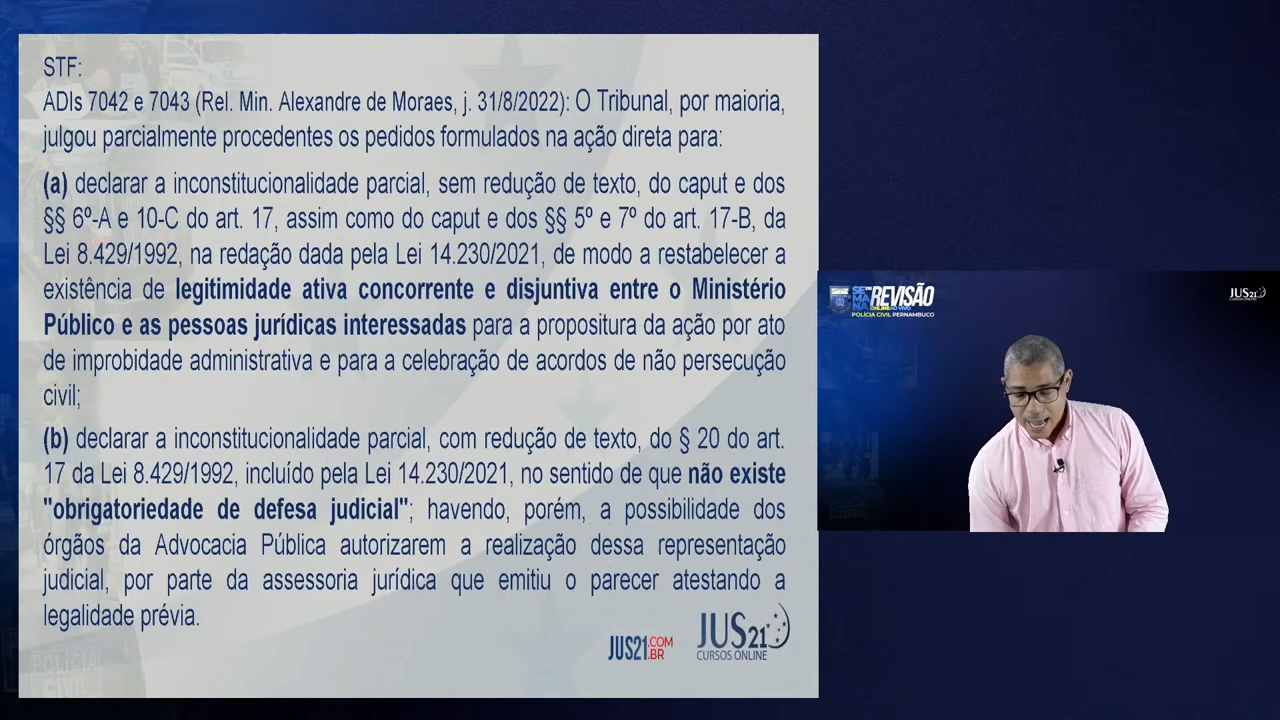 STF:
ADIs 7042 e 7043 (Rel. Min. Alexandre de Moraes, j. 31/8/2022): O Tribunal, por maioria,
julgou parcialmente procedentes os pedidos formulados na ação direta para:
(a) declarar a inconstitucionalidade parcial, sem redução de texto, do caput e dos
§§ 6º-A e 10-C do art. 17, assim como do caput e dos §§ 5º e 7º do art. 17-B, da
Lei 8.429/1992, na redação dada pela Lei 14.230/2021, de modo a restabelecer a
existência de legitimidade ativa concorrente e disjuntiva entre o Ministério
Público e as pessoas jurídicas interessadas para a propositura da ação por ato
de improbidade administrativa e para a celebração de acordos de não persecução
civil;
(b) declarar a inconstitucionalidade parcial, com redução de texto, do § 20 do art.
17 da Lei 8.429/1992, incluído pela Lei 14.230/2021, no sentido de que não existe
"obrigatoriedade de defesa judicial"; havendo, porém, a possibilidade dos
órgãos da Advocacia Pública autorizarem a realização dessa representação
judicial, por parte da assessoria jurídica que emitiu o parecer atestando a
legalidade prévia.
JUS21.COM.BR
JUS21
CURSOS ONLINE
POLÍCIA
CIVIL
SEMANA REVISÃO
ONLINE AO VIVO
POLÍCIA CIVIL PERNAMBUCO
JUS21
CURSOS ONLINE